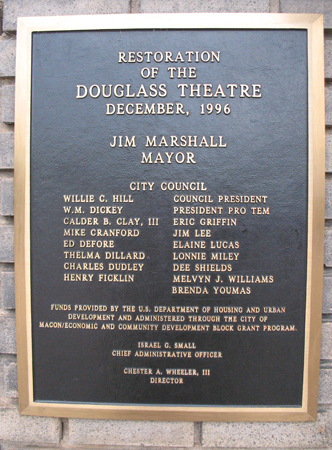 RESTORATION
OF THE
DOUGLASS THEATRE
DECEMBER, 1996
JIM MARSHALL
MAYOR
CITY COUNCIL
WILLIE C. HILL COUNCIL PRESIDENT
W.M. DICKEY PRESIDENT PRO TEM
CALDER B. CLAY, III ERIC GRIFFIN
MIKE CRANFORD JIM LEE
ED DEFORE ELAINE LUCAS
THELMA DILLARD LONNIE MILEY
CHARLES DUDLEY DEE SHIELDS
HENRY FICKLIN MELVYN J. WILLIAMS
BRENDA YOUMAS
FUNDS PROVIDED BY THE U.S. DEPARTMENT OF HOUSING AND URBAN
DEVELOPMENT AND ADMINISTERED THROUGH THE CITY OF
MACON/ECONOMIC AND COMMUNITY DEVELOPMENT BLOCK GRANT PROGRAM.
ISRAEL G. SMALL
CHIEF ADMINISTRATIVE OFFICER
CHESTER A. WHEELER, III
DIRECTOR